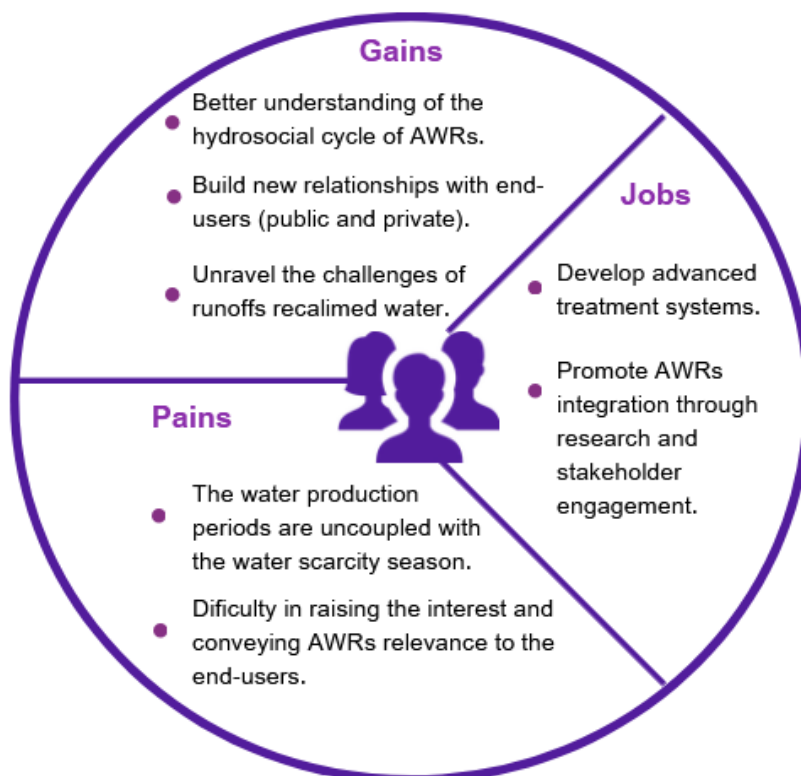 Gains
Better understanding of the
hydrosocial cycle of AWRs.
Build new relationships with end-
users (public and private).
Unravel the challenges of
runoffs recalimed water.
Jobs
Develop advanced
treatment systems.
Promote AWRs
integration through
research and
stakeholder
engagement.
Pains
The water production
periods are uncoupled with
the water scarcity season.
Dificulty in raising the interest and
conveying AWRs relevance to the
end-users.